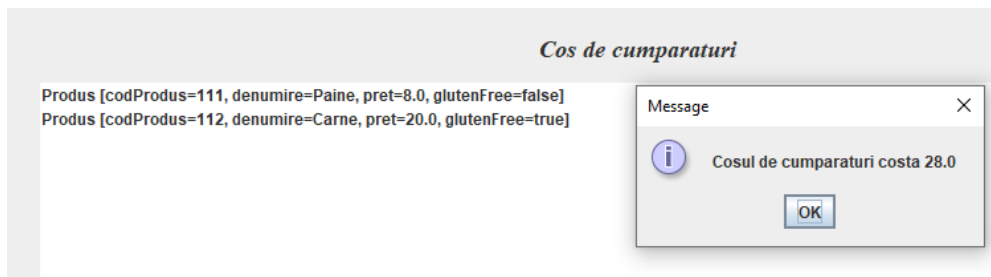 Cos de cumparaturi
Produs [codProdus=111, denumire=Paine, pret=8.0, glutenFree=false]
Produs [codProdus=112, denumire=Carne, pret=20.0, glutenFree=true]
Message
i
Cosul de cumparaturi costa 28.0
OK